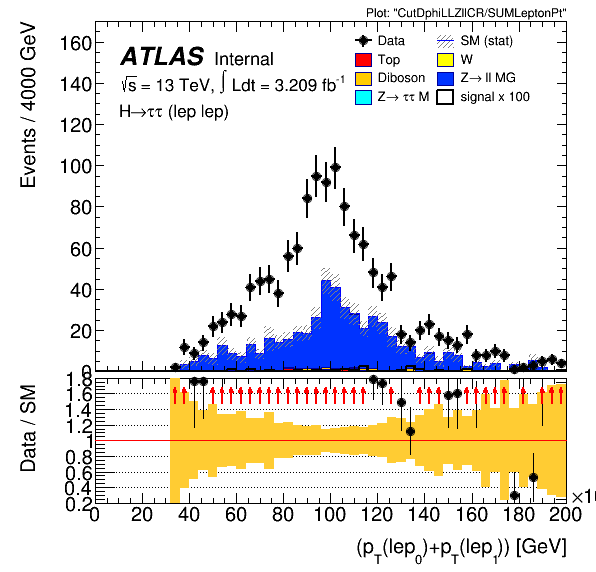 Plot: "CutDphiLLZllCR/SUMLeptonPt"
Events / 4000 GeV
160
140
120
100
80
60
40
20
0
ATLAS Internal
√s = 13 TeV, ∫ Ldt = 3.209 fb⁻¹
H→ττ (lep lep)
Data
SM (stat)
Top
W
Diboson
Z→ ll MG
Z→ ττ M
signal x 100
Data / SM
1.8
1.6
1.4
1.2
1
0.8
0.6
0.4
0.2
0 20 40 60 80 100 120 140 160 180 200
(p_T(lep_0)+p_T(lep_1)) [GeV]